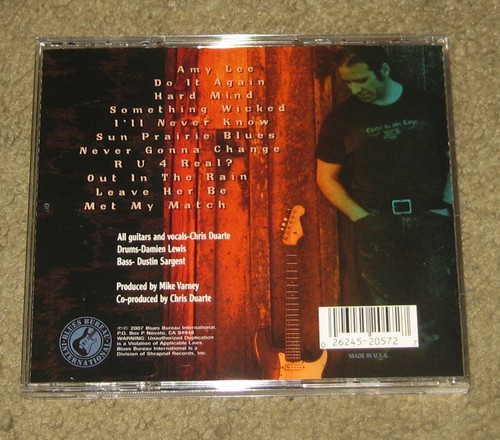 Amy Lee
Do It Again
Hard Mind
Something Wicked
I'll Never Know
Sun Prairie Blues
Never Gonna Change
R U 4 Real?
Out In The Rain
Leave Her Be
Met My Match
All guitars and vocals-Chris Duarte
Drums-Damien Lewis
Bass- Dustin Sargent
Produced by Mike Varney
Co-produced by Chris Duarte
℗·© 2007 Blues Bureau International.
P.O. Box P Novato, CA 94948
WARNING: Unauthorized Duplication
is a Violation of Applicable Laws.
Blues Bureau International is a
Division of Shrapnel Records, Inc.
BLUES BUREAU
INTERNATIONAL
0 26245-20572 7
MADE IN U.S.A.